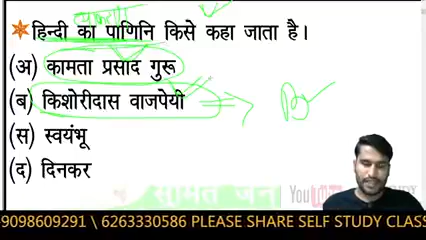 हिन्दी का पाणिनि किसे कहा जाता है।
(अ) कामता प्रसाद गुरू
(ब) किशोरीदास वाजपेयी
(स) स्वयंभू
(द) दिनकर
9098609291 \ 6263330586 PLEASE SHARE SELF STUDY CLASS